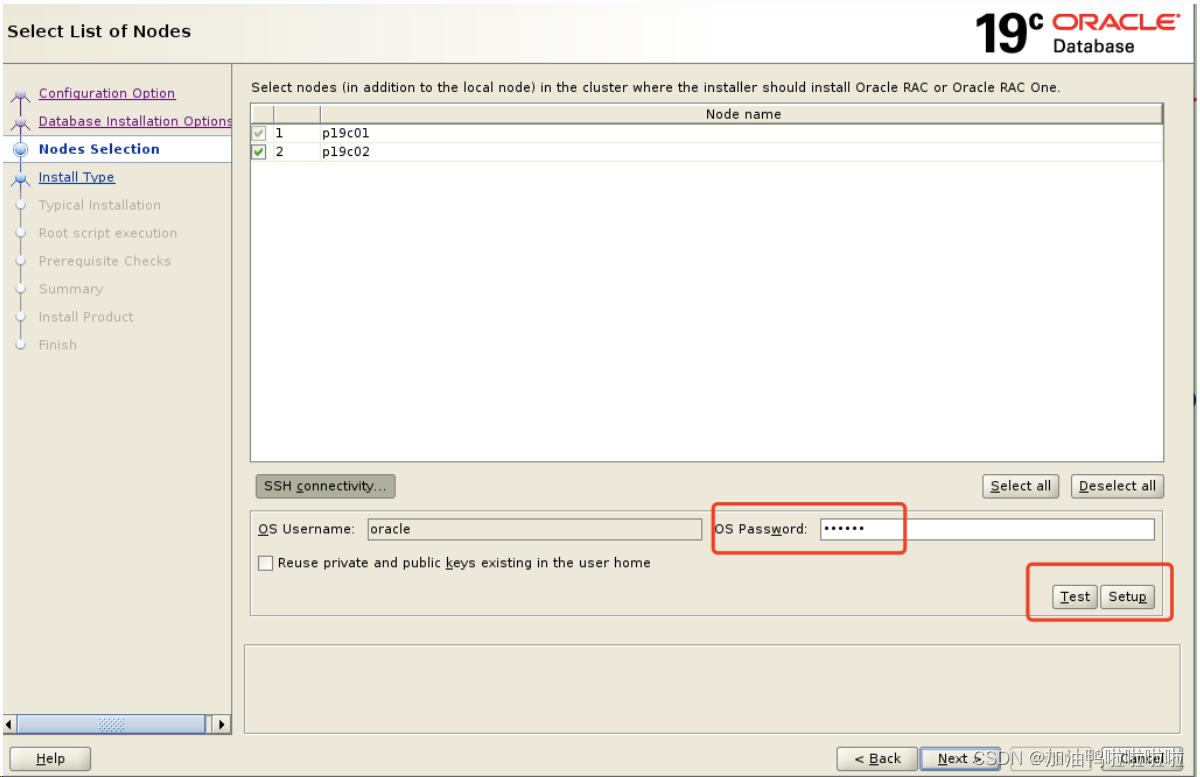 Select List of Nodes
19c ORACLE Database
Configuration Option
Database Installation Options
Nodes Selection
Install Type
Typical Installation
Root script execution
Prerequisite Checks
Summary
Install Product
Finish
Select nodes (in addition to the local node) in the cluster where the installer should install Oracle RAC or Oracle RAC One.
Node name
1 p19c01
2 p19c02
SSH connectivity...
Select all
Deselect all
OS Username: oracle
OS Password: ••••••
Reuse private and public keys existing in the user home
Test
Setup
Help
< Back
Next >
Cancel
CSDN @加油鸭啦啦啦啦